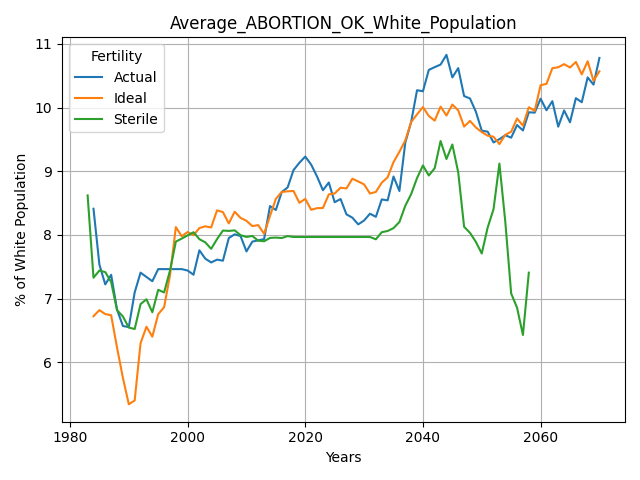 Average_ABORTION_OK_White_Population
Fertility
Actual
Ideal
Sterile
% of White Population
11
10
9
8
7
6
1980
2000
2020
2040
2060
Years